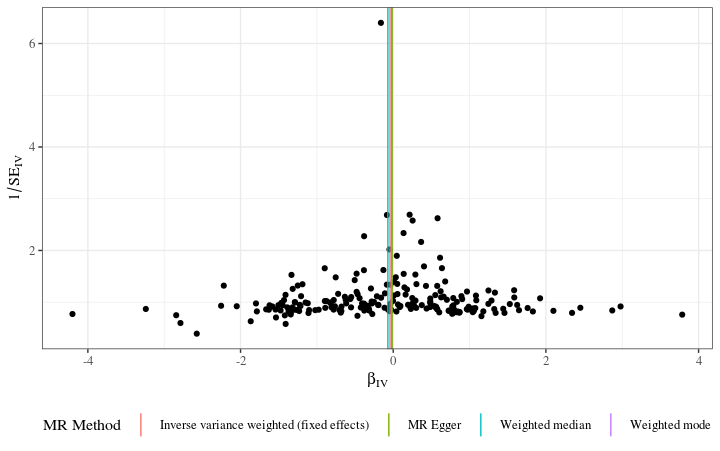 6
4
2
1/SE_IV
-4
-2
0
2
4
β_IV
MR Method
Inverse variance weighted (fixed effects)
MR Egger
Weighted median
Weighted mode